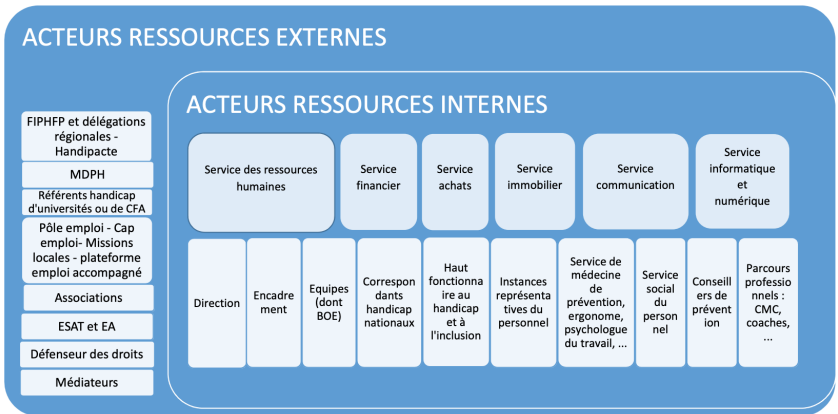 ACTEURS RESSOURCES EXTERNES
FIPHFP et délégations
régionales -
Handipacte
MDPH
Référents handicap
d'universités ou de CFA
Pôle emploi - Cap
emploi- Missions
locales - plateforme
emploi accompagné
Associations
ESAT et EA
Défenseur des droits
Médiateurs
ACTEURS RESSOURCES INTERNES
Service des ressources
humaines
Service
financier
Service
achats
Service
immobilier
Service
communication
Service
informatique
et
numérique
Direction
Encadre
ment
Equipes
(dont
BOE)
Correspon
dants
handicap
nationaux
Haut
fonctionna
ire au
handicap
et à
l'inclusion
Instances
représenta
tives du
personnel
Service de
médecine
de
prévention,
ergonome,
psychologue
du travail, ...
Service
social
du
person
nel
Conseill
ers de
prévent
ion
Parcours
professio
nnels :
CMC,
coaches,
...